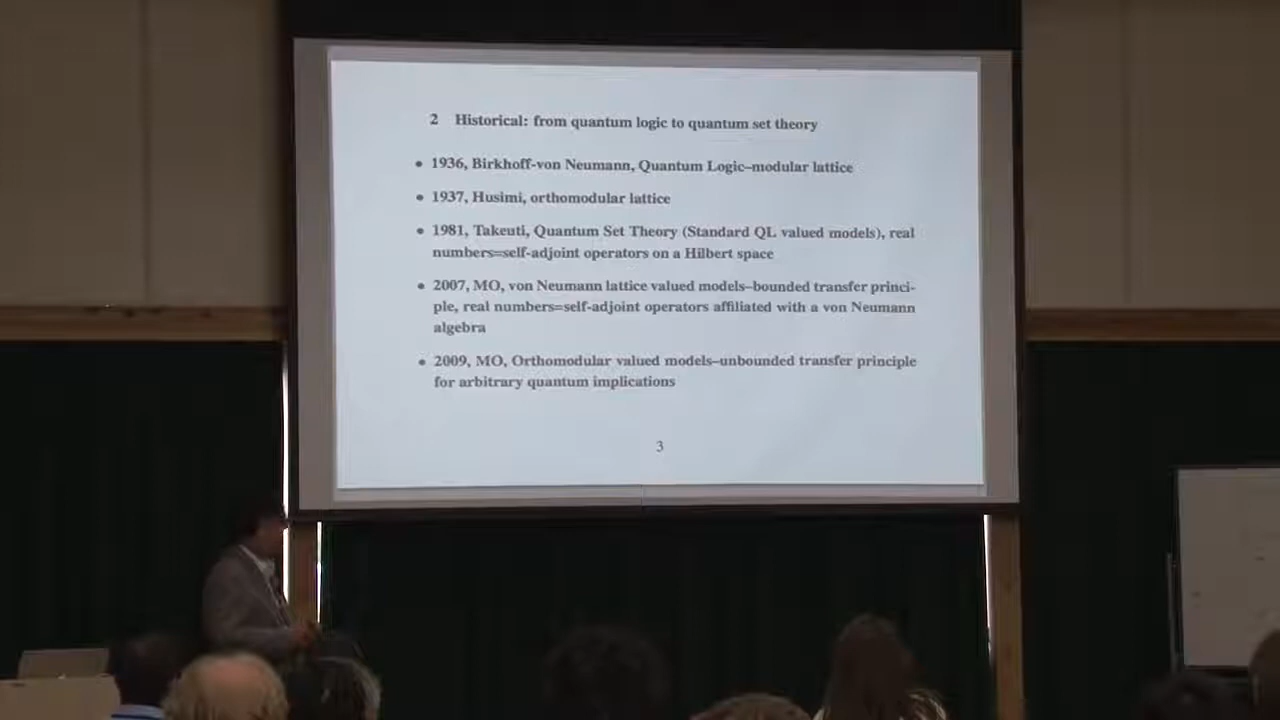 2 Historical: from quantum logic to quantum set theory
• 1936, Birkhoff-von Neumann, Quantum Logic–modular lattice
• 1937, Husimi, orthomodular lattice
• 1981, Takeuti, Quantum Set Theory (Standard QL valued models), real
numbers=self-adjoint operators on a Hilbert space
• 2007, MO, von Neumann lattice valued models–bounded transfer princi-
ple, real numbers=self-adjoint operators affiliated with a von Neumann
algebra
• 2009, MO, Orthomodular valued models–unbounded transfer principle
for arbitrary quantum implications
3